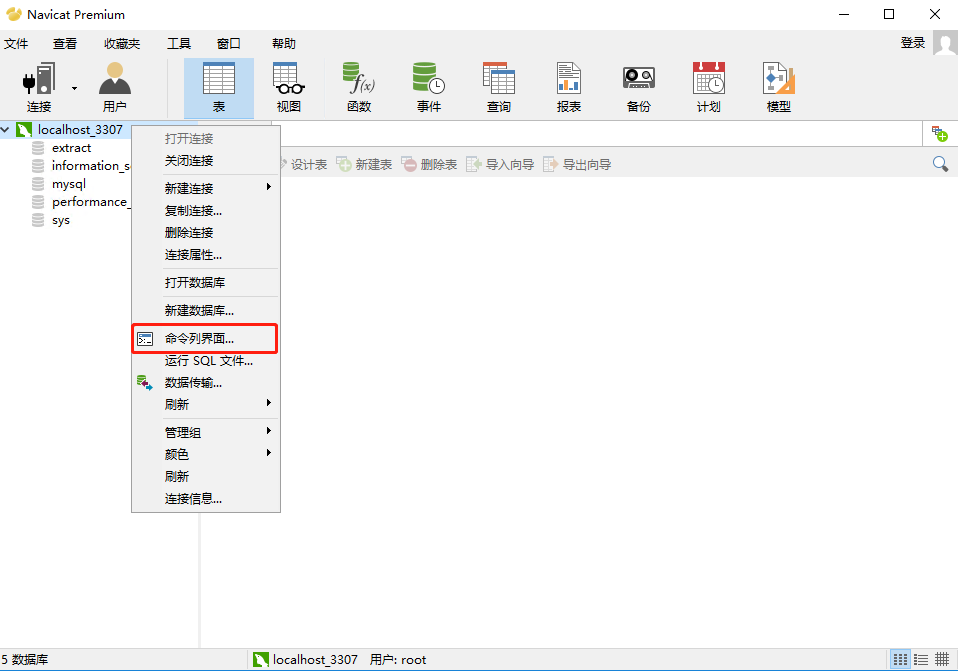 Navicat Premium
文件 查看 收藏夹 工具 窗口 帮助 登录
连接 用户 表 视图 函数 事件 查询 报表 备份 计划 模型
localhost_3307
extract
information_s
mysql
performance_
sys
设计表 新建表 删除表 导入向导 导出向导
打开连接
关闭连接
新建连接
复制连接...
删除连接
连接属性...
打开数据库
新建数据库...
命令列界面...
运行 SQL 文件...
数据传输...
刷新
管理组
颜色
刷新
连接信息...
5 数据库 localhost_3307 用户: root